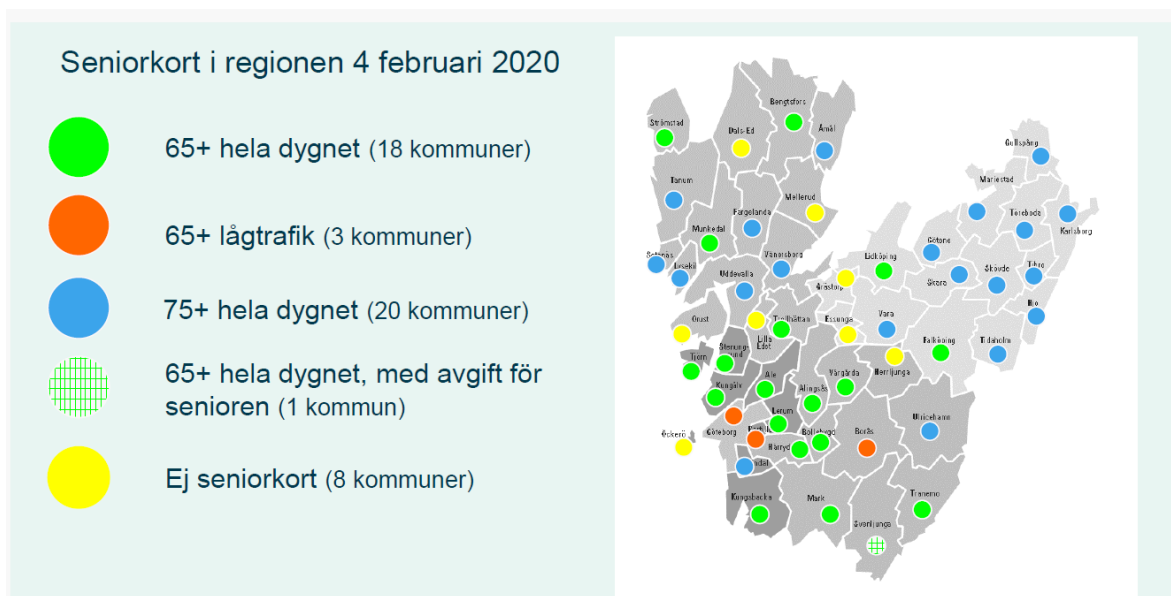 Seniorkort i regionen 4 februari 2020
65+ hela dygnet (18 kommuner)
65+ lågtrafik (3 kommuner)
75+ hela dygnet (20 kommuner)
65+ hela dygnet, med avgift för
senioren (1 kommun)
Ej seniorkort (8 kommuner)
Bengtsfors
Strömstad
Dals-Ed
Åmål
Gullspång
Mariestad
Tanum
Mellerud
Töreboda
Färgelanda
Karlsborg
Munkedal
Götene
Lidköping
Vänersborg
Skövde
Tibro
Lysekil
Uddevalla
Skara
Grästorp
Hjo
Orust
Essunga
Vara
Trollhättan
Lilla
Edet
Falköping
Tidaholm
Stenung-
sund
Tjörn
Herrljunga
Ale
Vårgårda
Kungälv
Alingsås
Lerum
Ulricehamn
Göteborg
Öckerö
Bollebygd
Borås
Härryd
Kungsbacka
Mark
Tranemo
Svenljunga